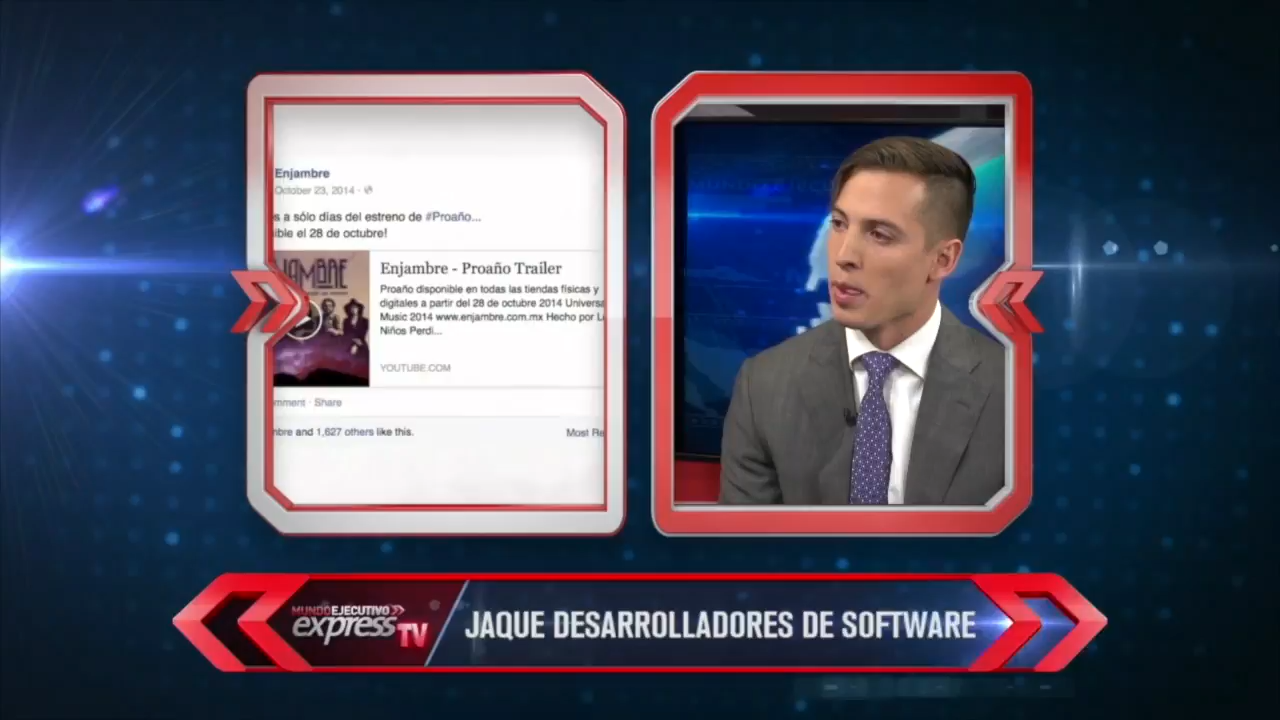 Enjambre
October 23, 2014
s a sólo días del estreno de #Proaño...
ible el 28 de octubre!
JAMBRE
Enjambre - Proaño Trailer
Proaño disponible en todas las tiendas físicas y
digitales a partir del 28 de octubre 2014 Universa
Music 2014 www.enjambre.com.mx Hecho por L
Niños Perdi...
YOUTUBE.COM
mment · Share
mbre and 1,627 others like this.
Most Re
MUNDO EJECUTIVO
express TV
JAQUE DESARROLLADORES DE SOFTWARE